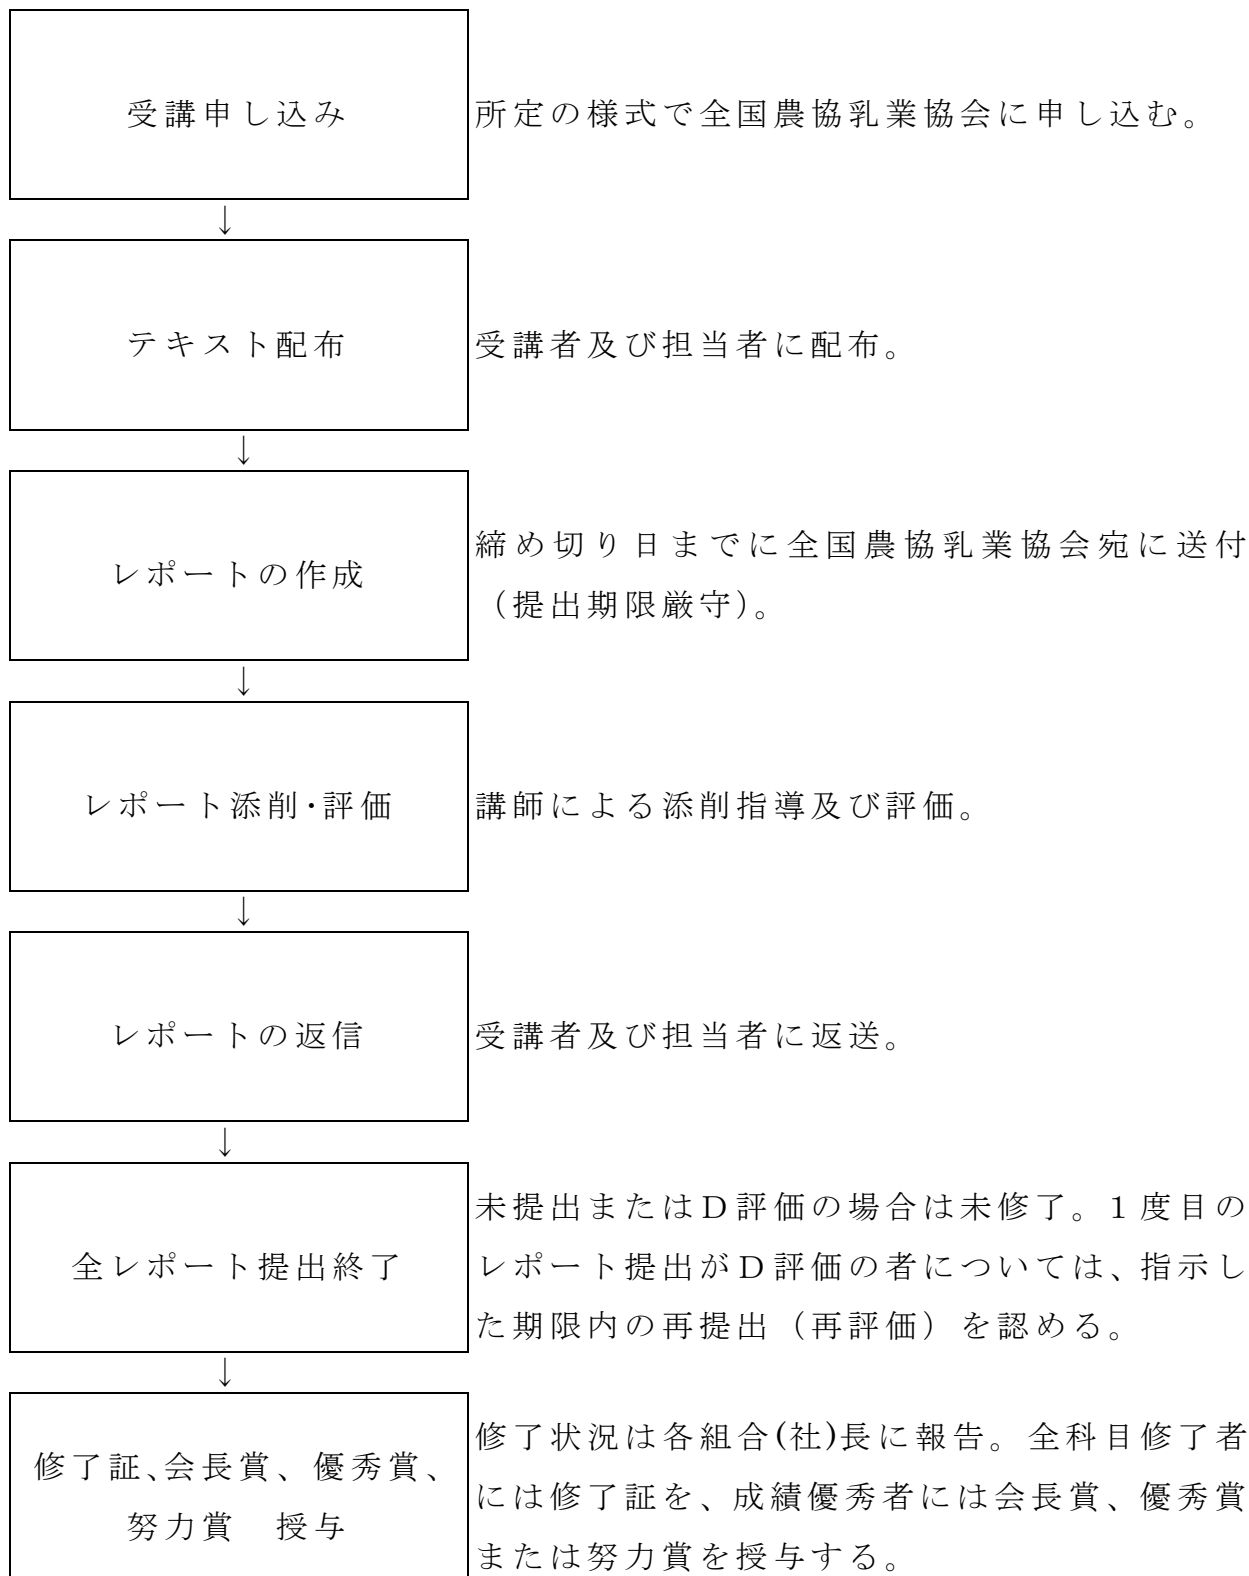 受講申し込み
所定の様式で全国農協乳業協会に申し込む。
↓
テキスト配布
受講者及び担当者に配布。
↓
レポートの作成
締め切り日までに全国農協乳業協会宛に送付
（提出期限厳守）。
↓
レポート添削・評価
講師による添削指導及び評価。
↓
レポートの返信
受講者及び担当者に返送。
↓
全レポート提出終了
未提出またはＤ評価の場合は未修了。１度目の
レポート提出がＤ評価の者については、指示し
た期限内の再提出（再評価）を認める。
↓
修了証、会長賞、優秀賞、
努力賞　授与
修了状況は各組合(社)長に報告。全科目修了者
には修了証を、成績優秀者には会長賞、優秀賞
または努力賞を授与する。